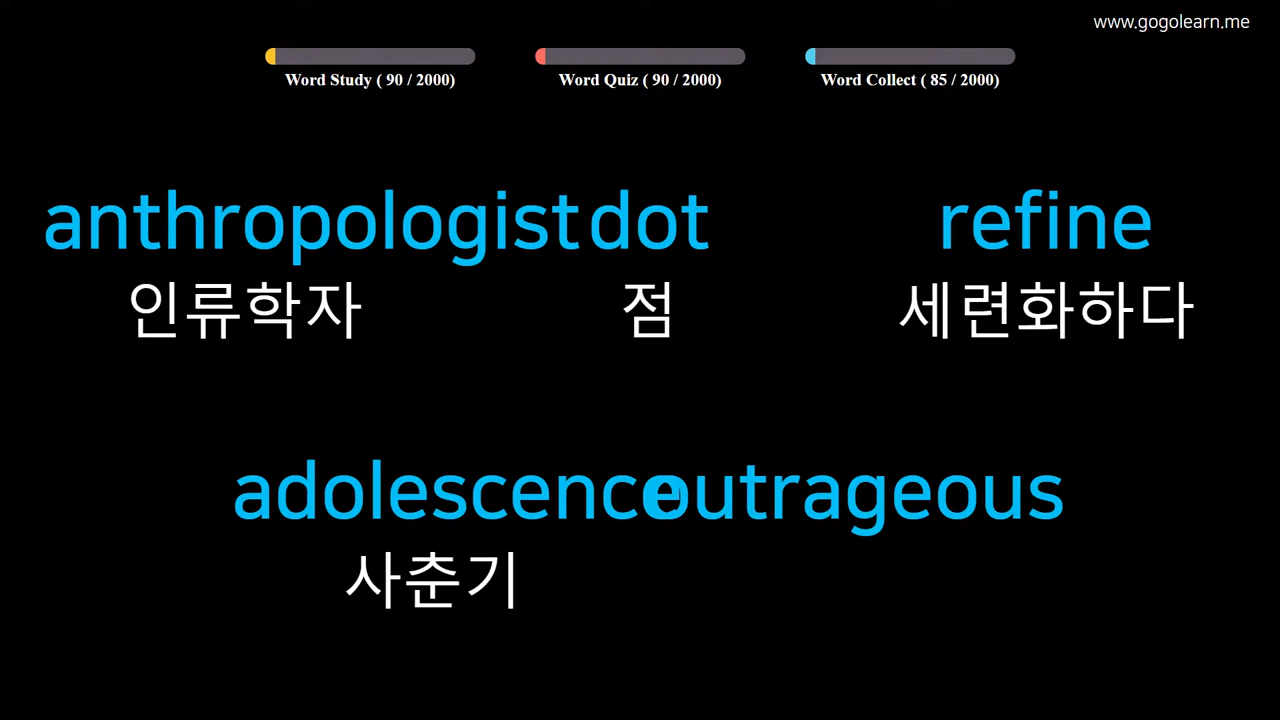 www.gogolearn.me
Word Study ( 90 / 2000) Word Quiz ( 90 / 2000) Word Collect ( 85 / 2000)
anthropologist dot refine
인류학자 점 세련화하다
adolescence outrageous
사춘기